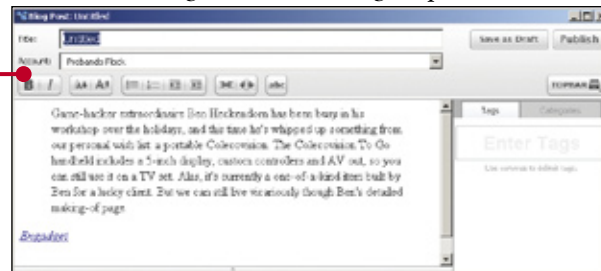 Blog Post: Untitled
Title: Untitled
Save as Draft Publish
Account: Probando Flock.
B I A A abc TOPBAR
Game-hacker extraordinaire Ben Heckendorn has been busy in his
workshop over the holidays, and this time he's whipped up something from
our personal wish list: a portable Colecovision. The Colecovision To Go
handheld includes a 5-inch display, custom controllers and AV out, so you
can still use it on a TV set. Alas, it's currently a one-of-a-kind item built by
Ben for a lucky client. But we can still live vicariously though Ben's detailed
making-of page
Engadget
Tags Categories
Enter Tags
Use commas to delimit tags.